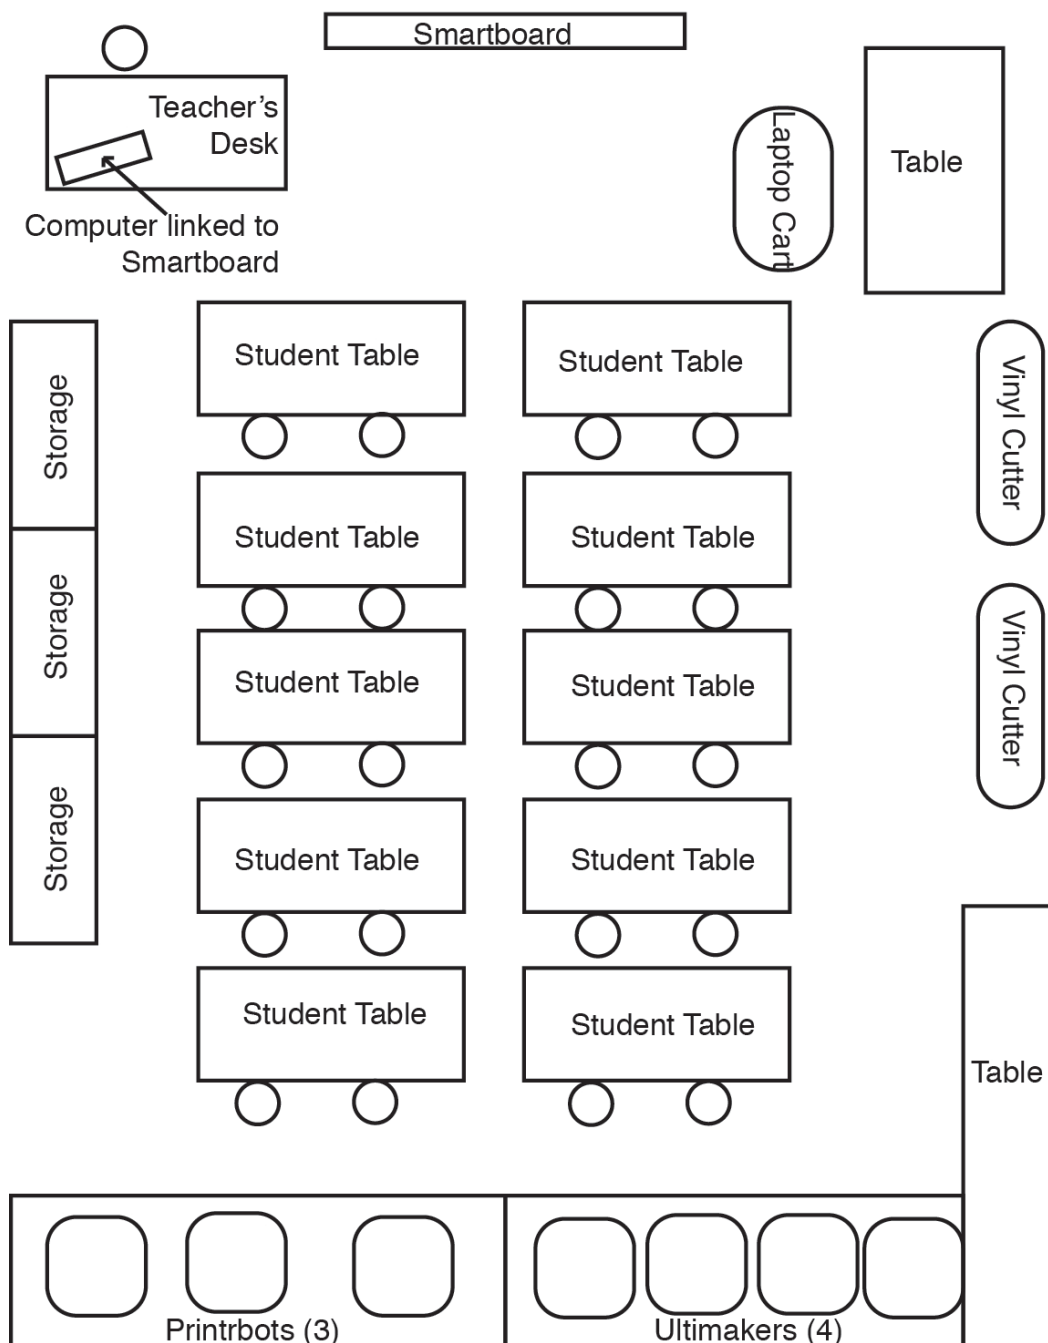 Smartboard
Teacher's
Desk
Computer linked to
Smartboard
Laptop Cart
Table
Storage
Storage
Storage
Student Table
Student Table
Student Table
Student Table
Student Table
Student Table
Student Table
Student Table
Student Table
Student Table
Vinyl Cutter
Vinyl Cutter
Table
Printrbots (3)
Ultimakers (4)